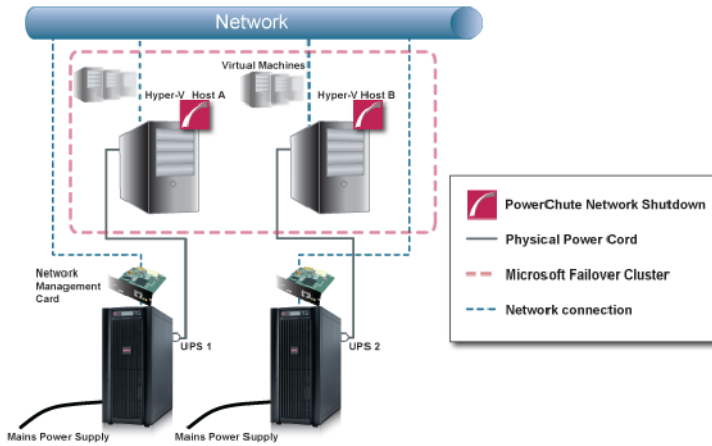 Network
Virtual Machines
Hyper-V Host A
Hyper-V Host B
PowerChute Network Shutdown
Physical Power Cord
Microsoft Failover Cluster
Network connection
Network
Management
Card
UPS 1
UPS 2
Mains Power Supply
Mains Power Supply